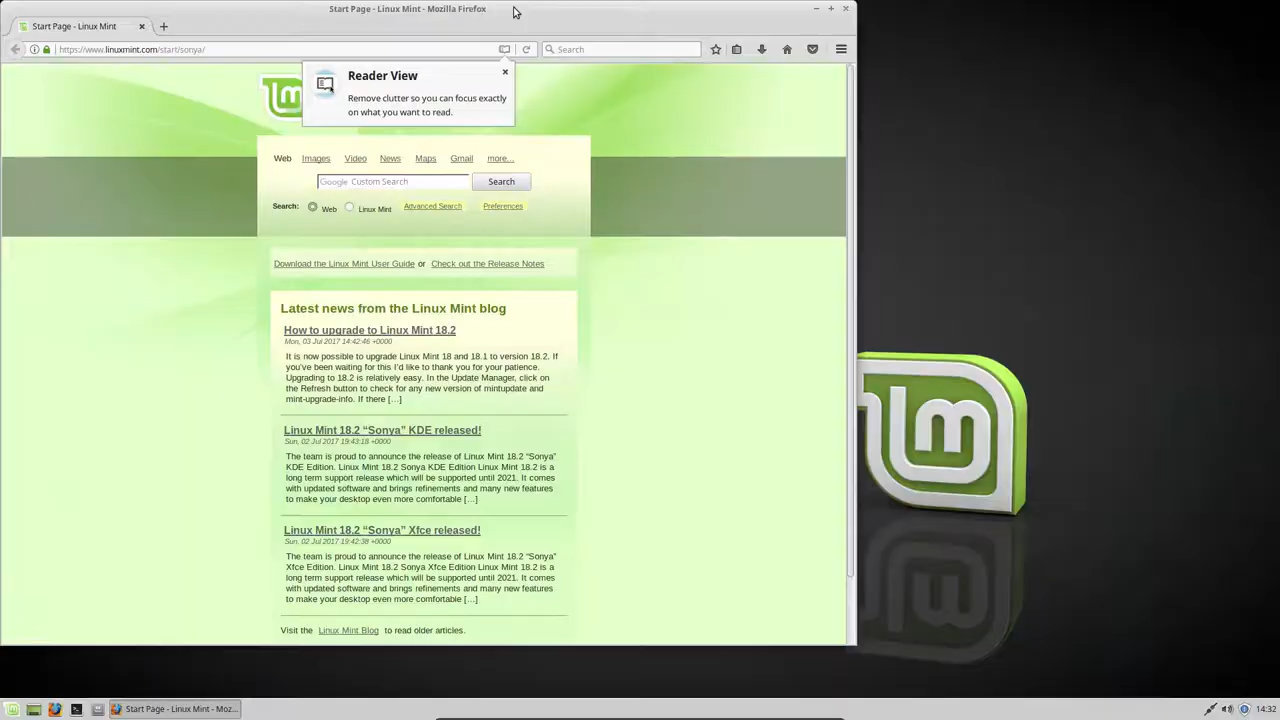 Start Page - Linux Mint - Mozilla Firefox
Start Page - Linux Mint
https://www.linuxmint.com/start/sonya/
Search
Reader View
Remove clutter so you can focus exactly
on what you want to read.
Web Images Video News Maps Gmail more...
Google Custom Search Search
Search: Web Linux Mint Advanced Search Preferences
Download the Linux Mint User Guide or Check out the Release Notes
Latest news from the Linux Mint blog
How to upgrade to Linux Mint 18.2
Mon, 03 Jul 2017 14:42:46 +0000
It is now possible to upgrade Linux Mint 18 and 18.1 to version 18.2. If
you've been waiting for this I'd like to thank you for your patience.
Upgrading to 18.2 is relatively easy. In the Update Manager, click on
the Refresh button to check for any new version of mintupdate and
mint-upgrade-info. If there […]
Linux Mint 18.2 “Sonya” KDE released!
Sun, 02 Jul 2017 19:43:18 +0000
The team is proud to announce the release of Linux Mint 18.2 “Sonya”
KDE Edition. Linux Mint 18.2 Sonya KDE Edition Linux Mint 18.2 is a
long term support release which will be supported until 2021. It comes
with updated software and brings refinements and many new features
to make your desktop even more comfortable […]
Linux Mint 18.2 “Sonya” Xfce released!
Sun, 02 Jul 2017 19:42:38 +0000
The team is proud to announce the release of Linux Mint 18.2 “Sonya”
Xfce Edition. Linux Mint 18.2 Sonya Xfce Edition Linux Mint 18.2 is a
long term support release which will be supported until 2021. It comes
with updated software and brings refinements and many new features
to make your desktop even more comfortable […]
Visit the Linux Mint Blog to read older articles.
Start Page - Linux Mint - Moz...
14:32